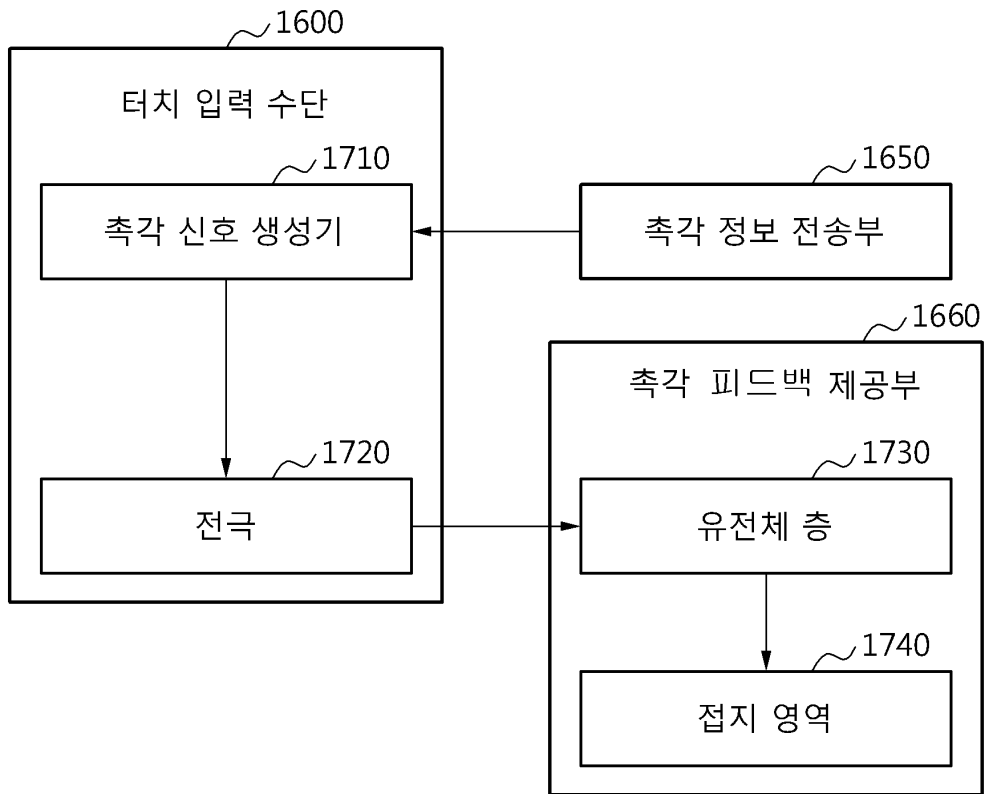 1600
터치 입력 수단
1710
촉각 신호 생성기
1650
촉각 정보 전송부
1660
촉각 피드백 제공부
1720
전극
1730
유전체 층
1740
접지 영역